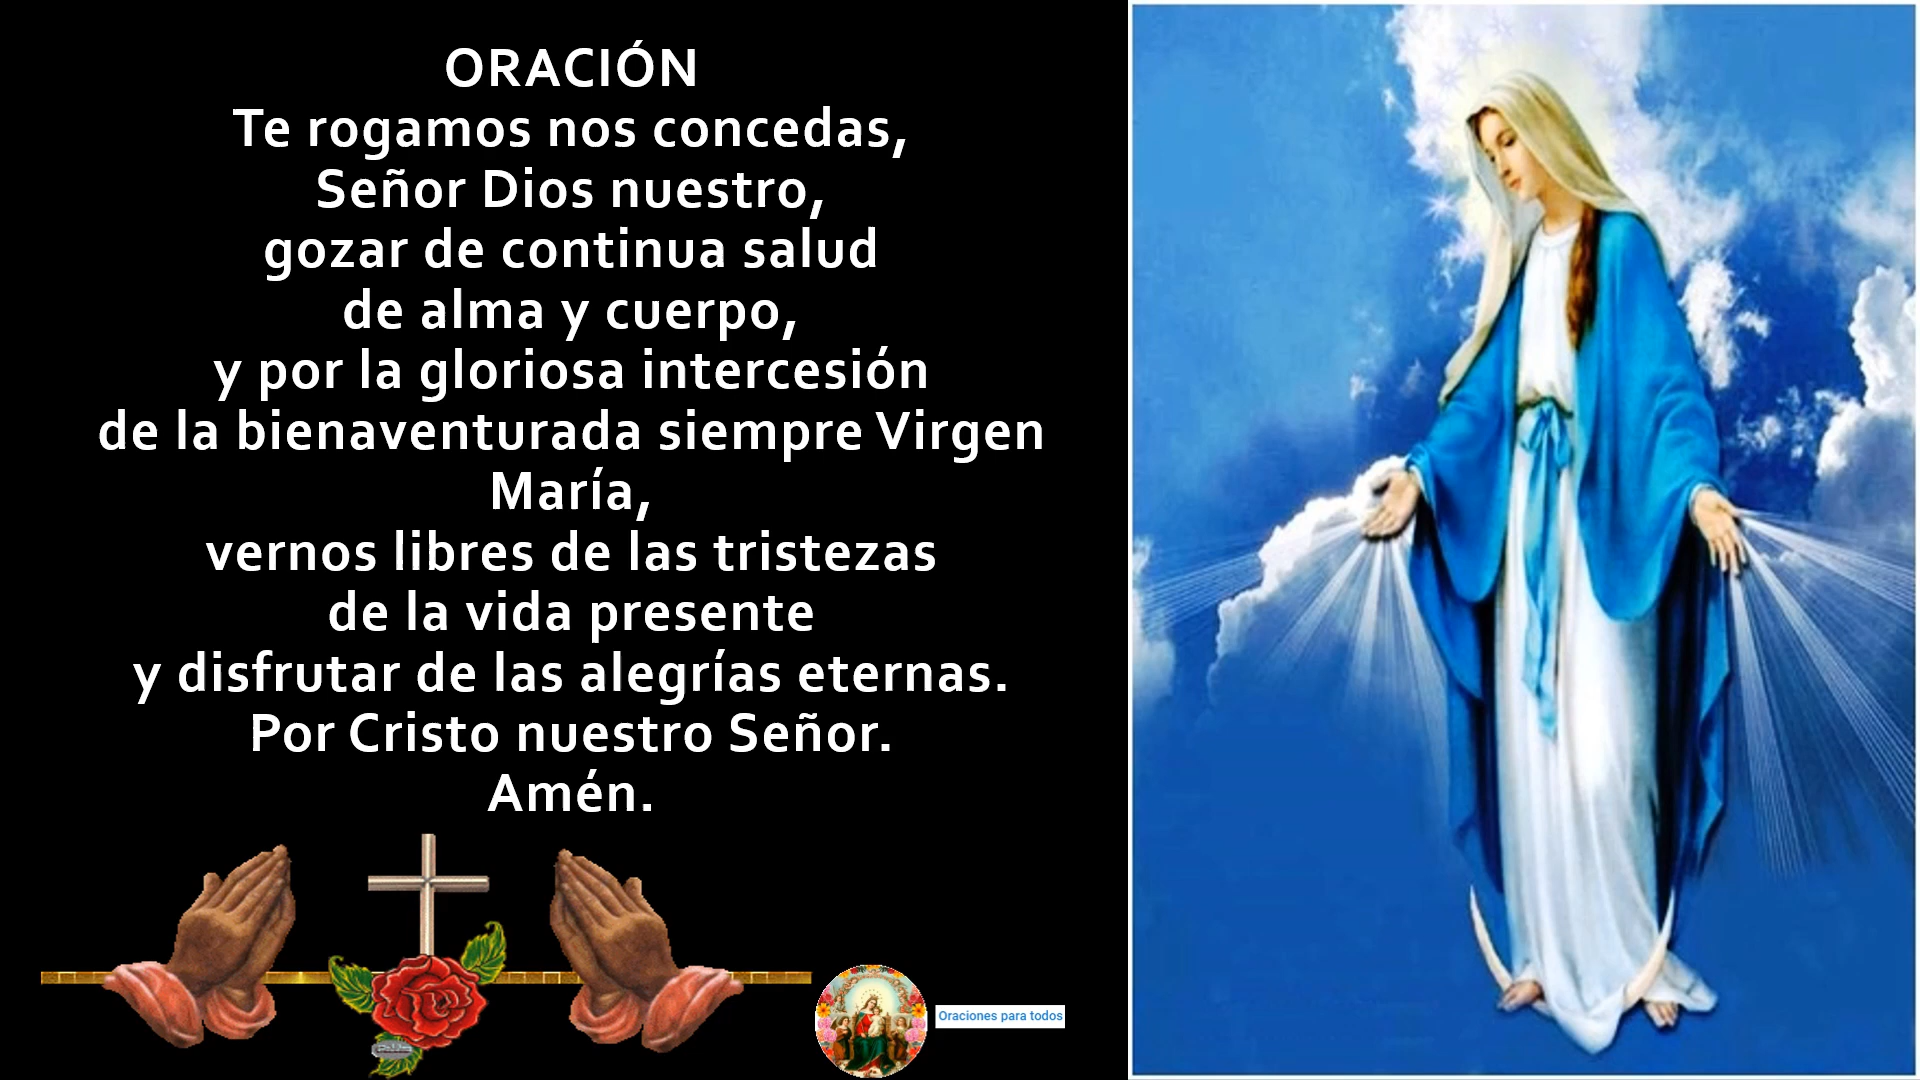 ORACIÓN
Te rogamos nos concedas,
Señor Dios nuestro,
gozar de continua salud
de alma y cuerpo,
y por la gloriosa intercesión
de la bienaventurada siempre Virgen
María,
vernos libres de las tristezas
de la vida presente
y disfrutar de las alegrías eternas.
Por Cristo nuestro Señor.
Amén.
Oraciones para todos